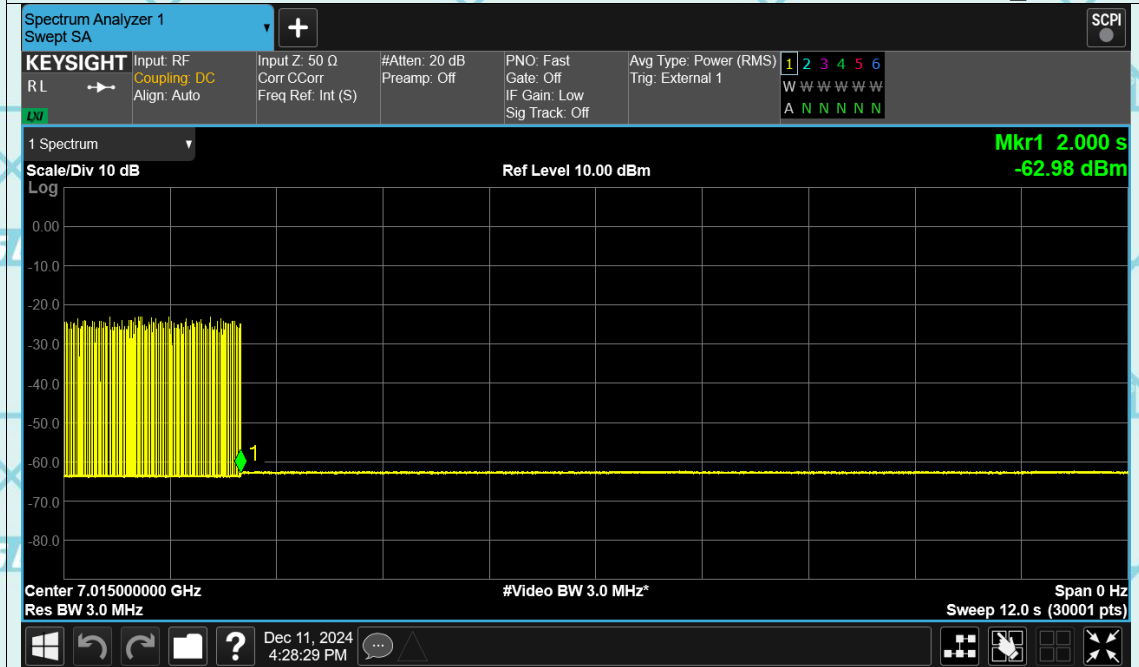 Spectrum Analyzer 1
Swept SA
+
SCPI
KEYSIGHT
RL
LXI
Input: RF
Coupling: DC
Align: Auto
Input Z: 50 Ω
Corr CCorr
Freq Ref: Int (S)
#Atten: 20 dB
Preamp: Off
PNO: Fast
Gate: Off
IF Gain: Low
Sig Track: Off
Avg Type: Power (RMS)
Trig: External 1
1 2 3 4 5 6
W W W W W W
A N N N N N
1 Spectrum
Mkr1 2.000 s
-62.98 dBm
Scale/Div 10 dB
Ref Level 10.00 dBm
Log
0.00
-10.0
-20.0
-30.0
-40.0
-50.0
-60.0
-70.0
-80.0
1
Center 7.015000000 GHz
#Video BW 3.0 MHz*
Span 0 Hz
Res BW 3.0 MHz
Sweep 12.0 s (30001 pts)
?
Dec 11, 2024
4:28:29 PM